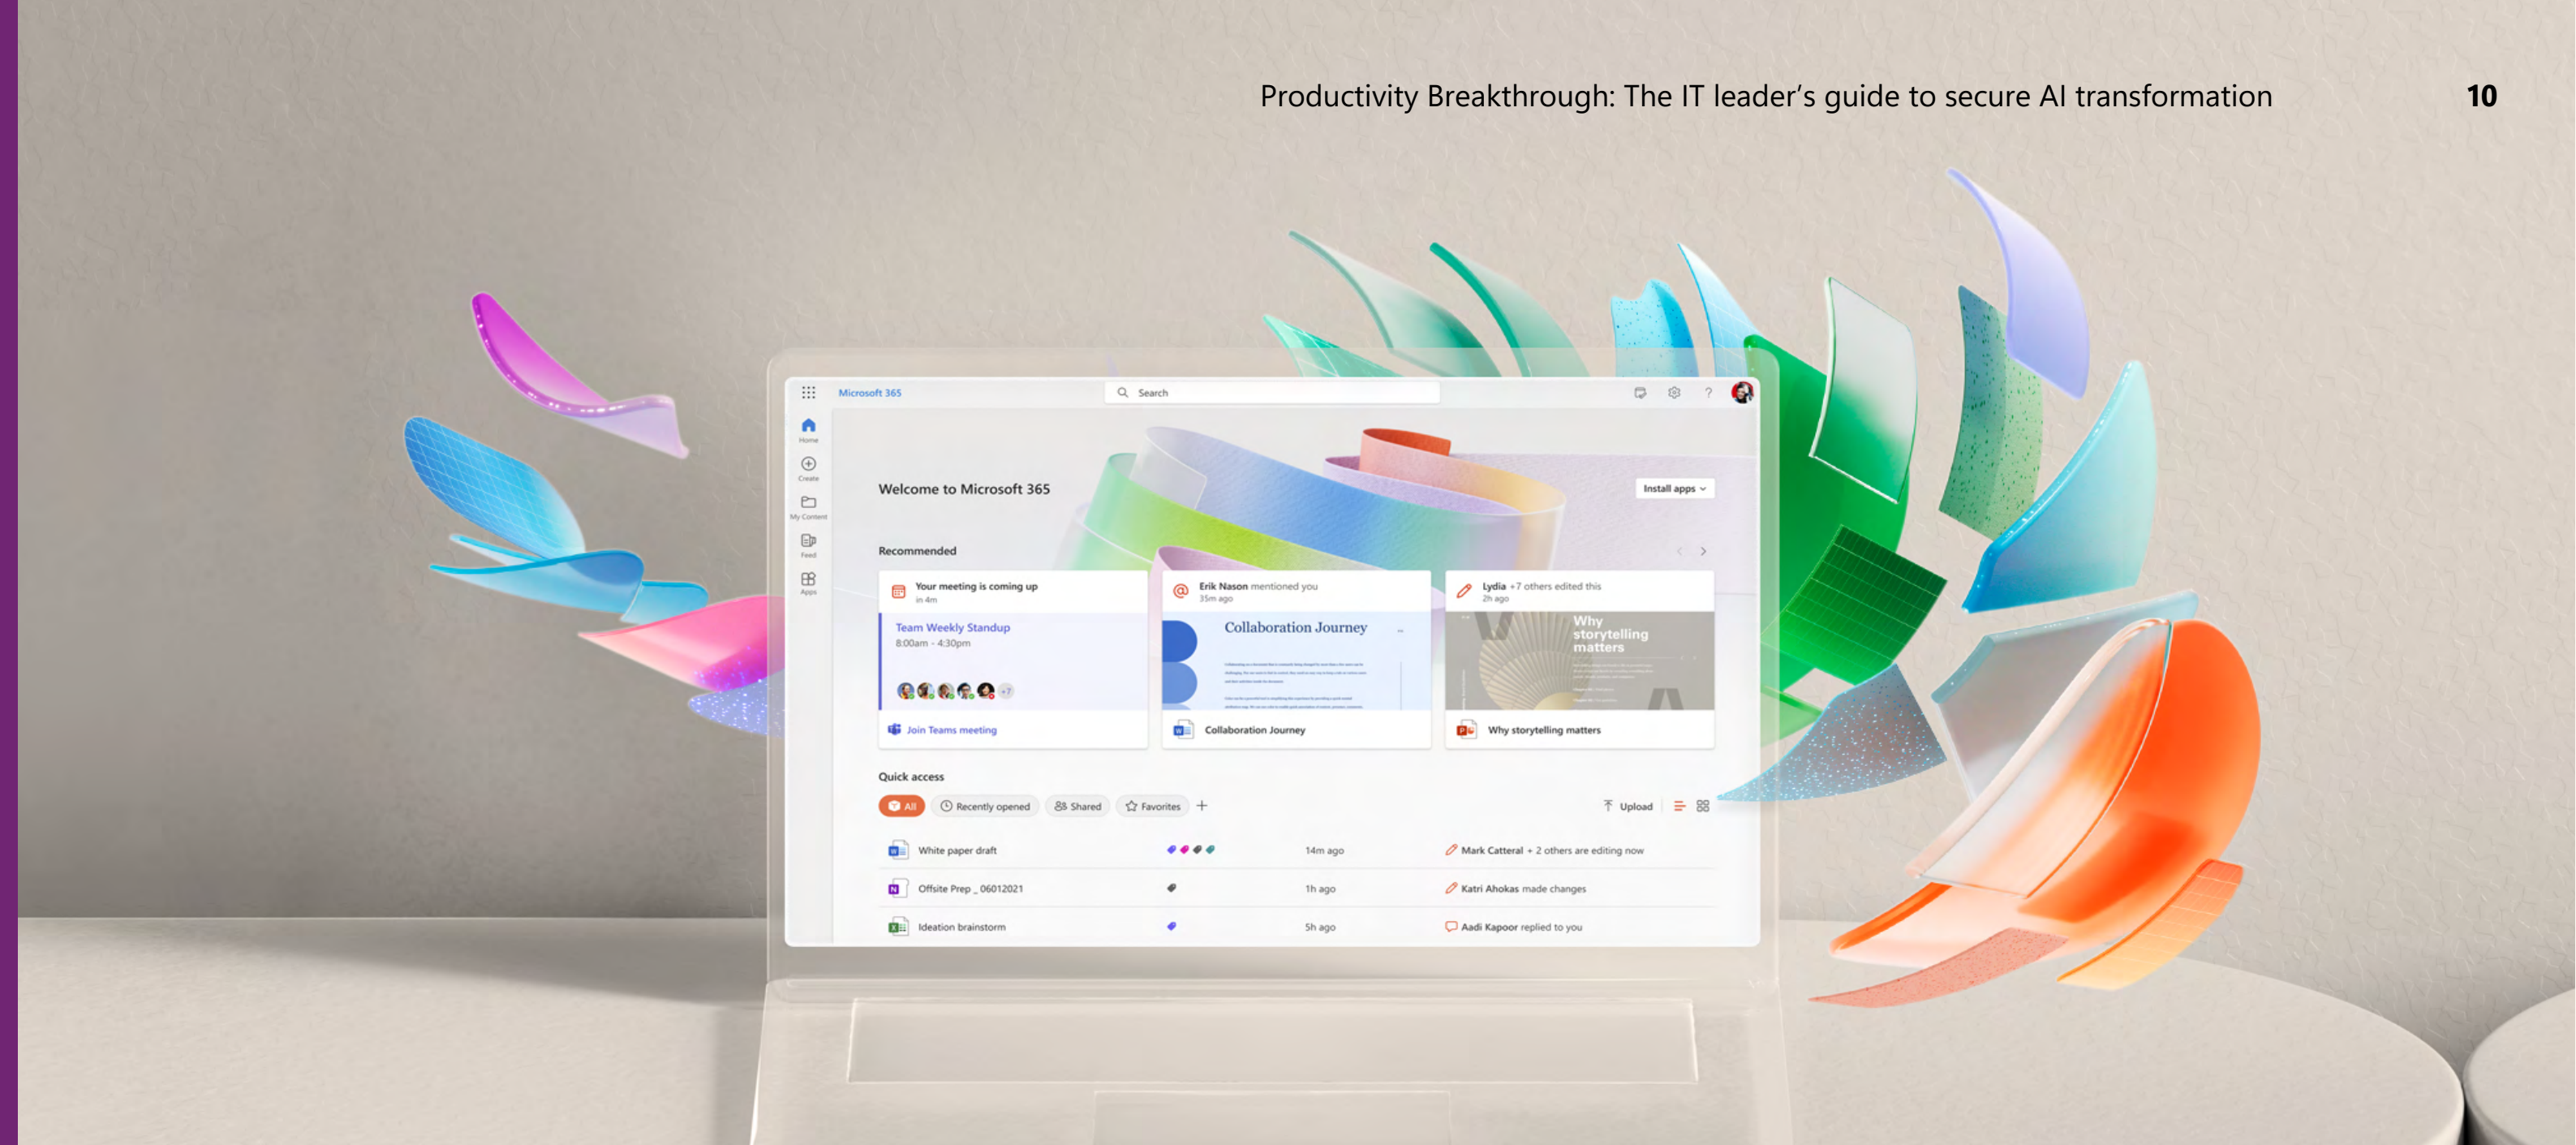 Productivity Breakthrough: The IT leader's guide to secure AI transformation 10
Microsoft 365
Search
?
Home
Create
My Content
Feed
Apps
Welcome to Microsoft 365
Install apps
Recommended
Your meeting is coming up
in 4m
Team Weekly Standup
8:00am - 4:30pm
+7
Join Teams meeting
Erik Nason mentioned you
35m ago
Collaboration Journey
Collaboration Journey
Lydia +7 others edited this
2h ago
Why
storytelling
matters
Why storytelling matters
Quick access
All Recently opened Shared Favorites +
Upload
White paper draft 14m ago Mark Catteral + 2 others are editing now
Offsite Prep _ 06012021 1h ago Katri Ahokas made changes
Ideation brainstorm 5h ago Aadi Kapoor replied to you